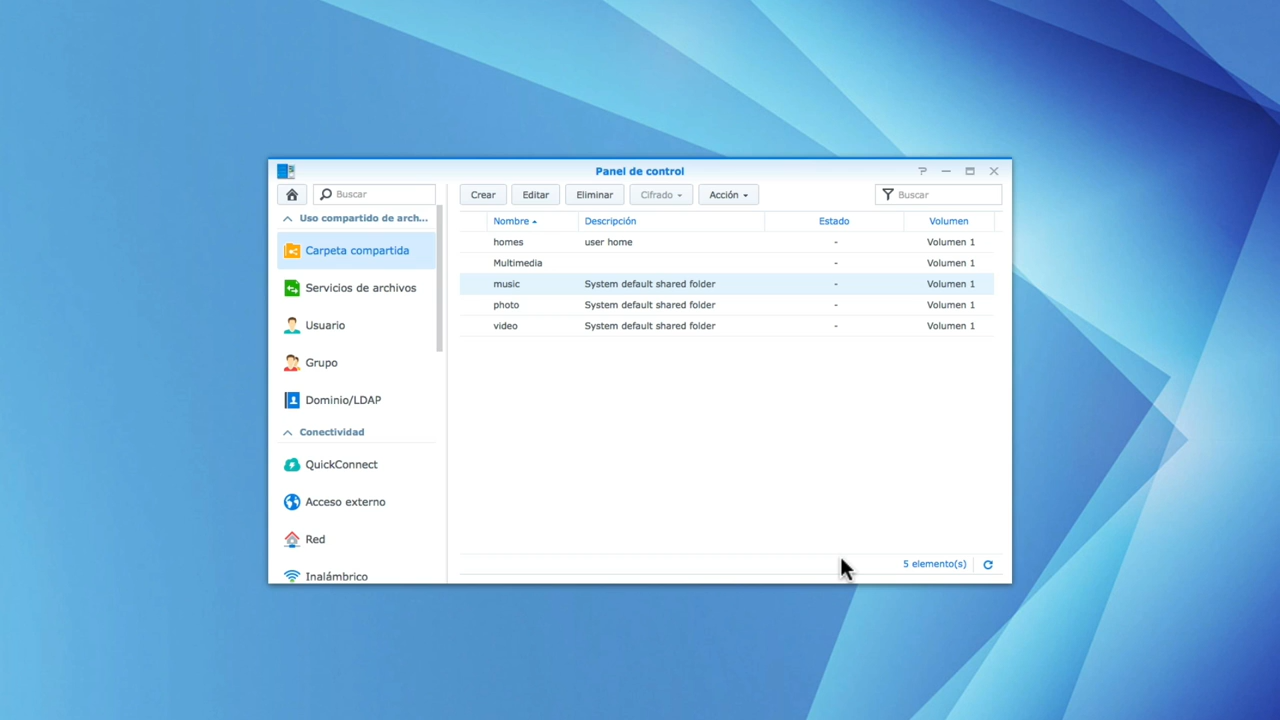 Panel de control
Buscar
Crear Editar Eliminar Cifrado Acción Buscar
Uso compartido de arch...
Carpeta compartida
Servicios de archivos
Usuario
Grupo
Dominio/LDAP
Conectividad
QuickConnect
Acceso externo
Red
Inalámbrico
Nombre Descripción Estado Volumen
homes user home - Volumen 1
Multimedia - Volumen 1
music System default shared folder - Volumen 1
photo System default shared folder - Volumen 1
video System default shared folder - Volumen 1
5 elemento(s)